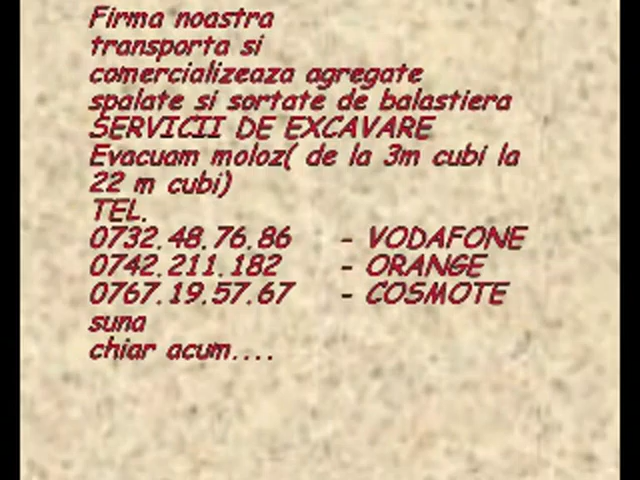 Firma noastra
transporta si
comercializeaza agregate
spalate si sortate de balastiera
SERVICII DE EXCAVARE
Evacuam moloz( de la 3m cubi la
22 m cubi)
TEL.
0732.48.76.86 - VODAFONE
0742.211.182 - ORANGE
0767.19.57.67 - COSMOTE
suna
chiar acum....